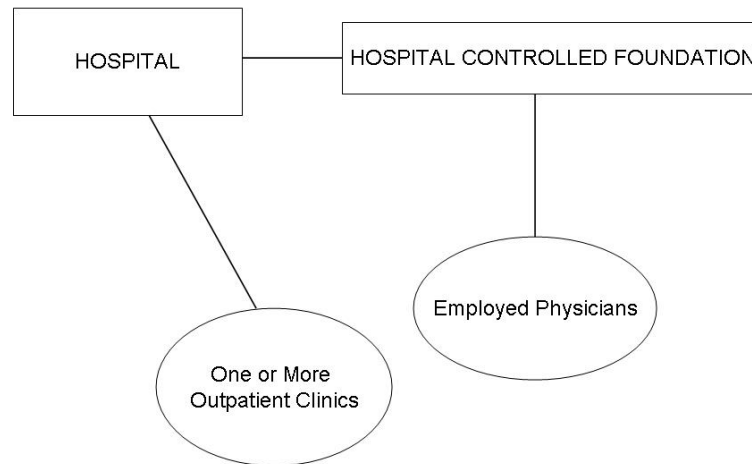 HOSPITAL
HOSPITAL CONTROLLED FOUNDATION
Employed Physicians
One or More
Outpatient Clinics